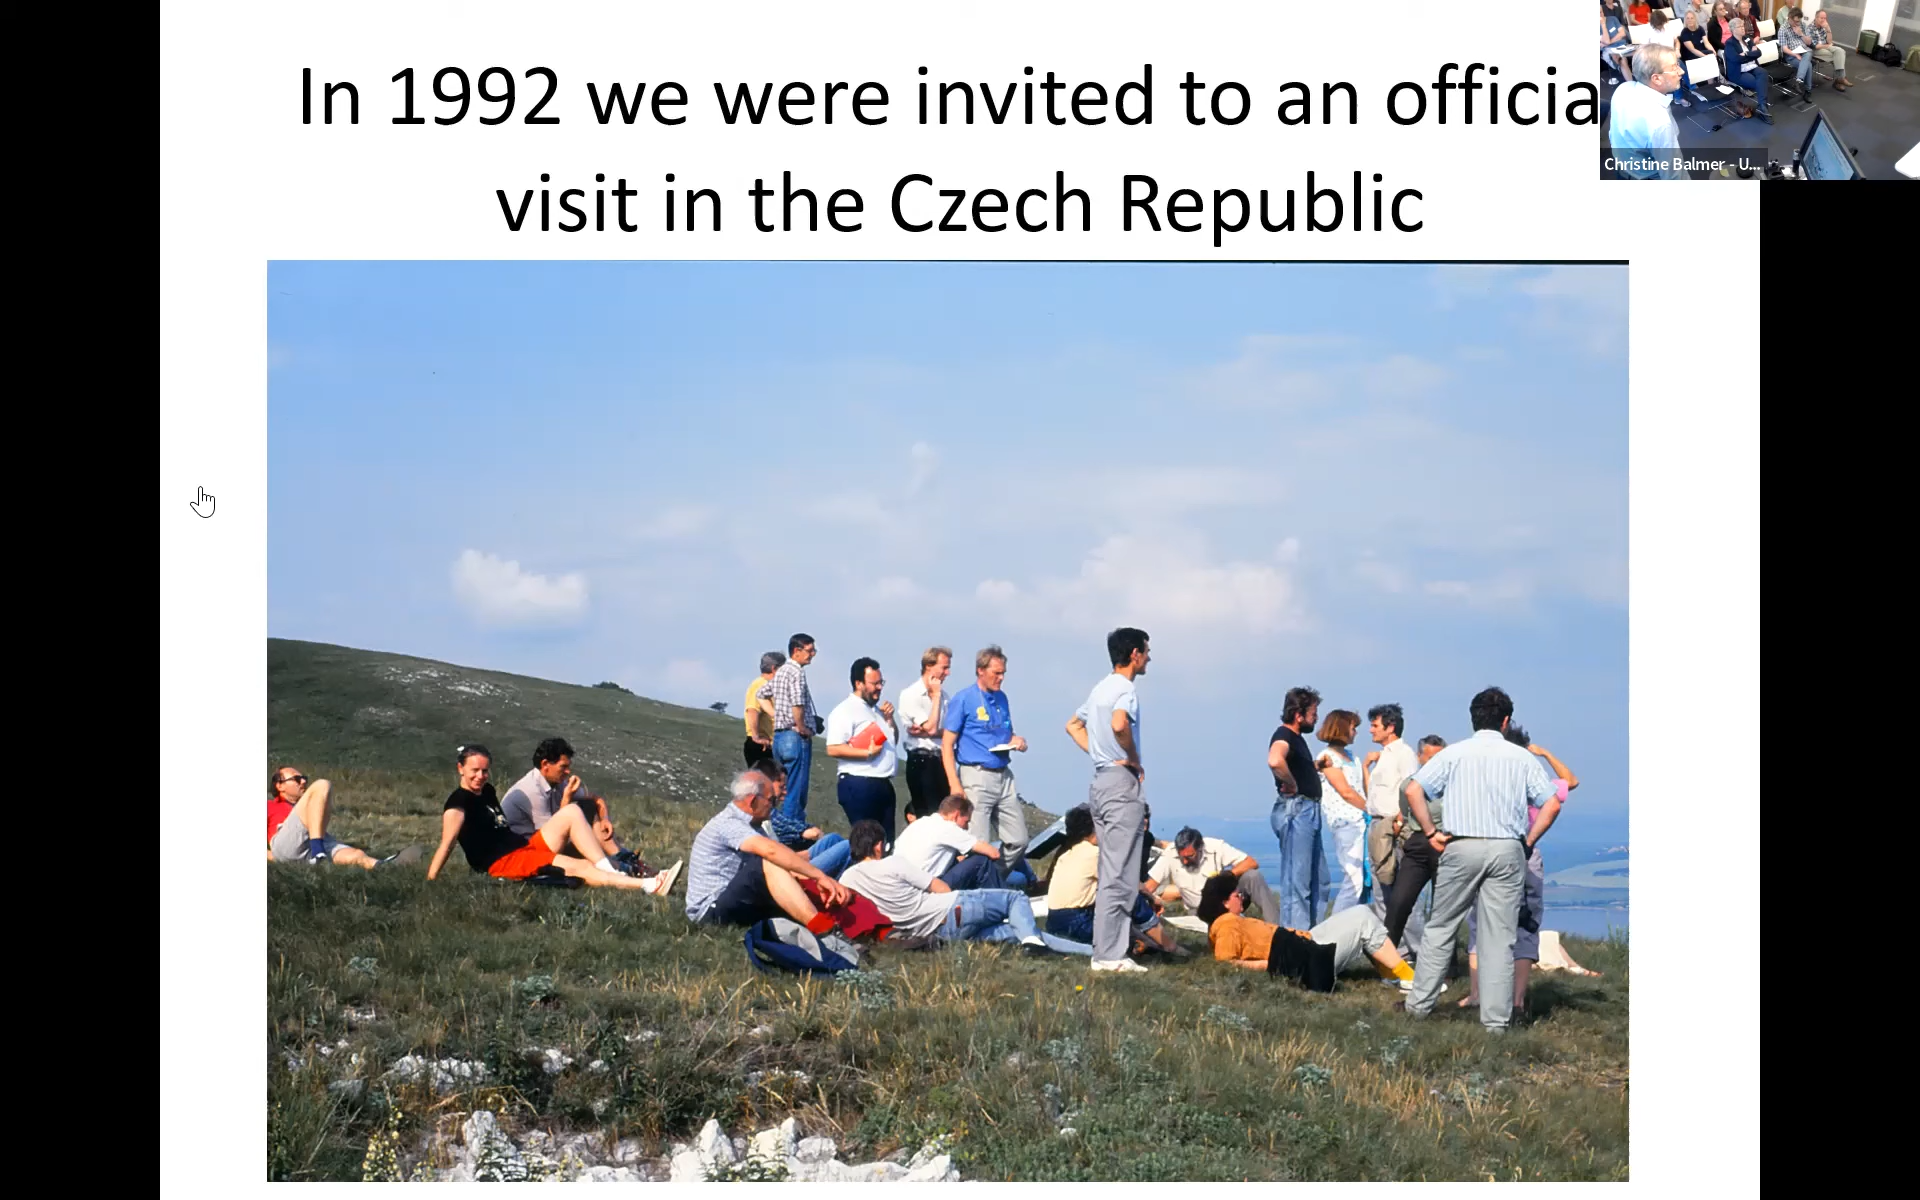 In 1992 we were invited to an officia
visit in the Czech Republic
Christine Balmer - U...